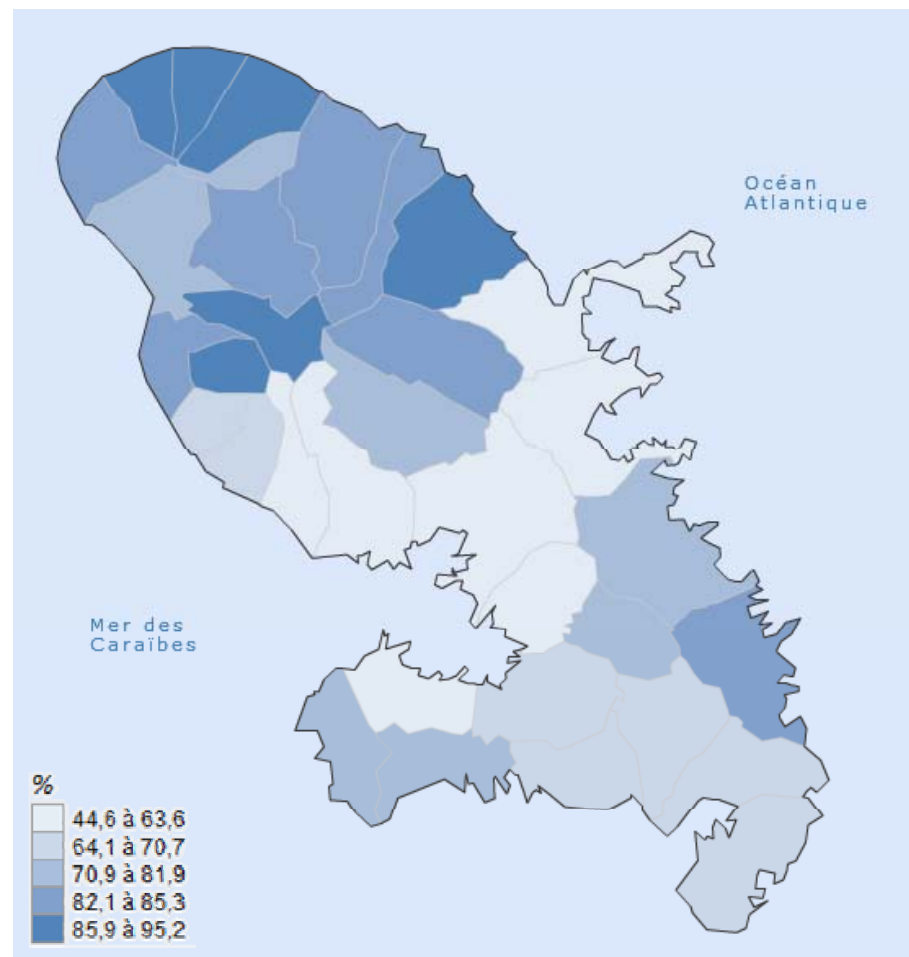 Océan
Atlantique
Mer des
Caraïbes
%
44,6 à 63,6
64,1 à 70,7
70,9 à 81,9
82,1 à 85,3
85,9 à 95,2